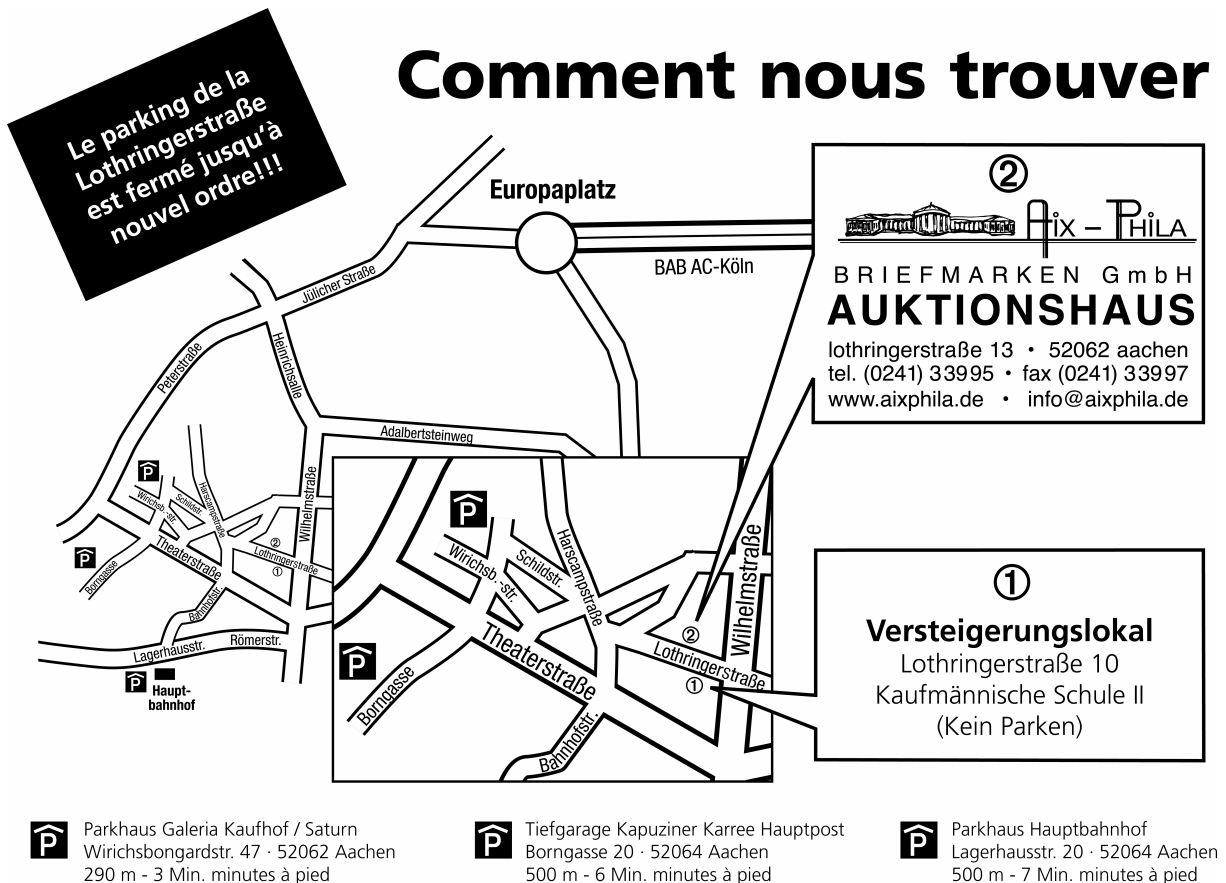 Comment nous trouver
Le parking de la
Lothringerstraße
est fermé jusqu‘à
nouvel ordre!!!
Europaplatz
BAB AC-Köln
Jülicher Straße
Peterstraße
Heinrichsalle
Adalbertsteinweg
Wilhelmstraße
P
Wirichsb.-str.
Schildstr.
Harscampstraße
②
Lothringerstraße
①
P
Theaterstraße
Borngasse
Bahnhofstr.
Römerstr.
Lagerhausstr.
P
Haupt-
bahnhof
P
Wirichsb.-str.
Schildstr.
Harscampstraße
Wilhelmstraße
②
Lothringerstraße
①
P
Theaterstraße
Borngasse
Bahnhofstr.
②
AIX – PHILA
BRIEFMARKEN GmbH
AUKTIONSHAUS
lothringerstraße 13 • 52062 aachen
tel. (0241) 33995 • fax (0241) 33997
www.aixphila.de • info@aixphila.de
①
Versteigerungslokal
Lothringerstraße 10
Kaufmännische Schule II
(Kein Parken)
P
Parkhaus Galeria Kaufhof / Saturn
Wirichsbongardstr. 47 · 52062 Aachen
290 m - 3 Min. minutes à pied
P
Tiefgarage Kapuziner Karree Hauptpost
Borngasse 20 · 52064 Aachen
500 m - 6 Min. minutes à pied
P
Parkhaus Hauptbahnhof
Lagerhausstr. 20 · 52064 Aachen
500 m - 7 Min. minutes à pied